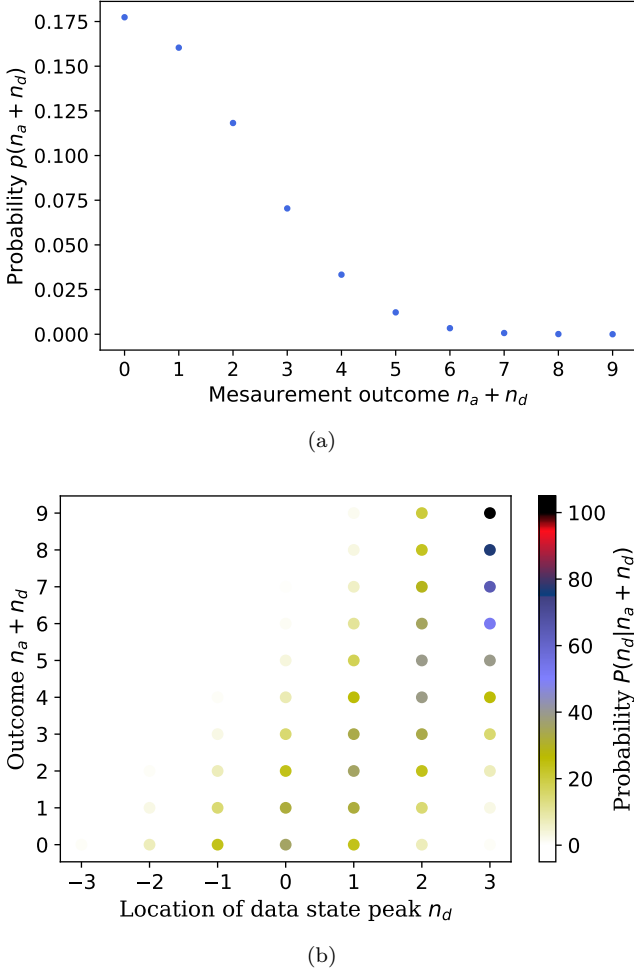 0.175
0.150
0.125
0.100
0.075
0.050
0.025
0.000
Probability p(n_a + n_d)
0 1 2 3 4 5 6 7 8 9
Mesaurement outcome n_a + n_d
(a)
9
8
7
6
5
4
3
2
1
0
Outcome n_a + n_d
−3 −2 −1 0 1 2 3
Location of data state peak n_d
100
80
60
40
20
0
Probability P(n_d|n_a + n_d)
(b)